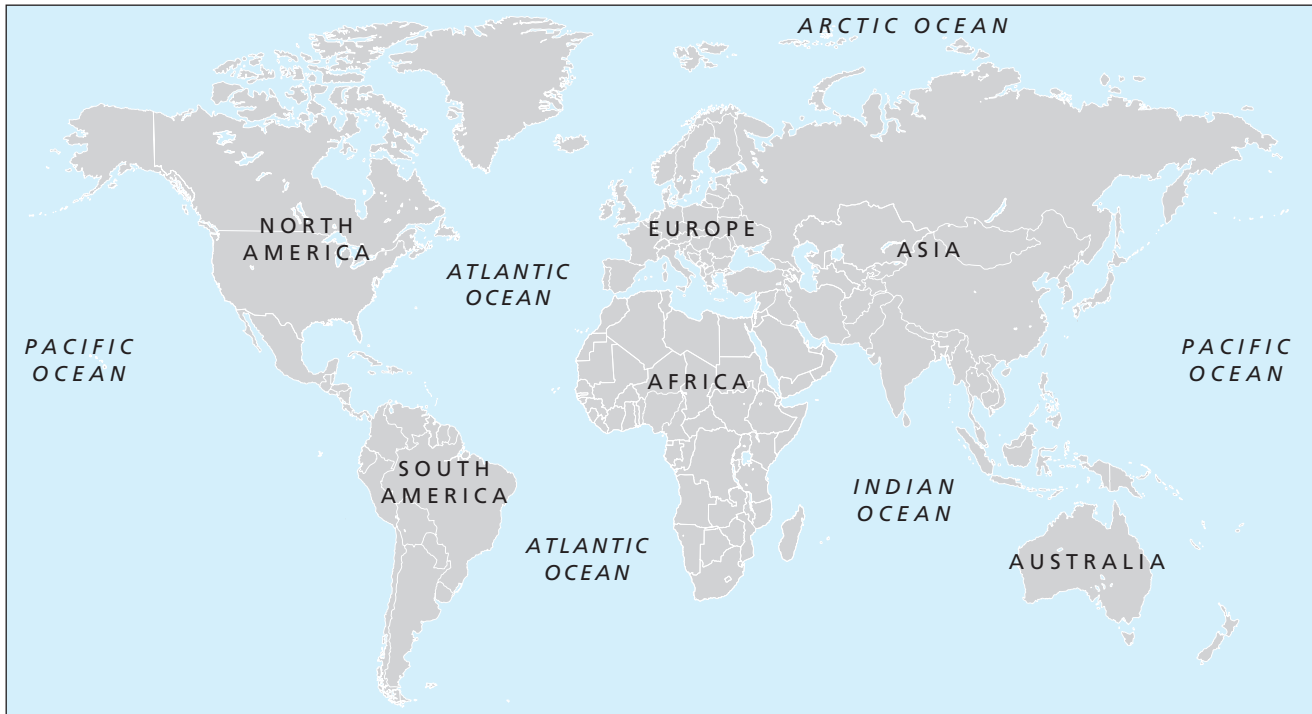 ARCTIC OCEAN
NORTH
AMERICA
EUROPE
ASIA
ATLANTIC
OCEAN
PACIFIC
OCEAN
PACIFIC
OCEAN
AFRICA
SOUTH
AMERICA
INDIAN
OCEAN
ATLANTIC
OCEAN
AUSTRALIA